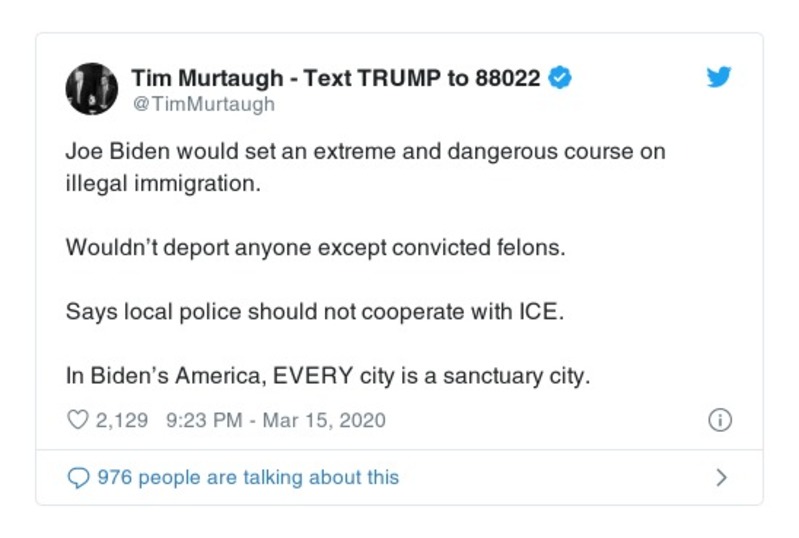 Tim Murtaugh - Text TRUMP to 88022
@TimMurtaugh
Joe Biden would set an extreme and dangerous course on
illegal immigration.
Wouldn't deport anyone except convicted felons.
Says local police should not cooperate with ICE.
In Biden's America, EVERY city is a sanctuary city.
2,129 9:23 PM - Mar 15, 2020
976 people are talking about this